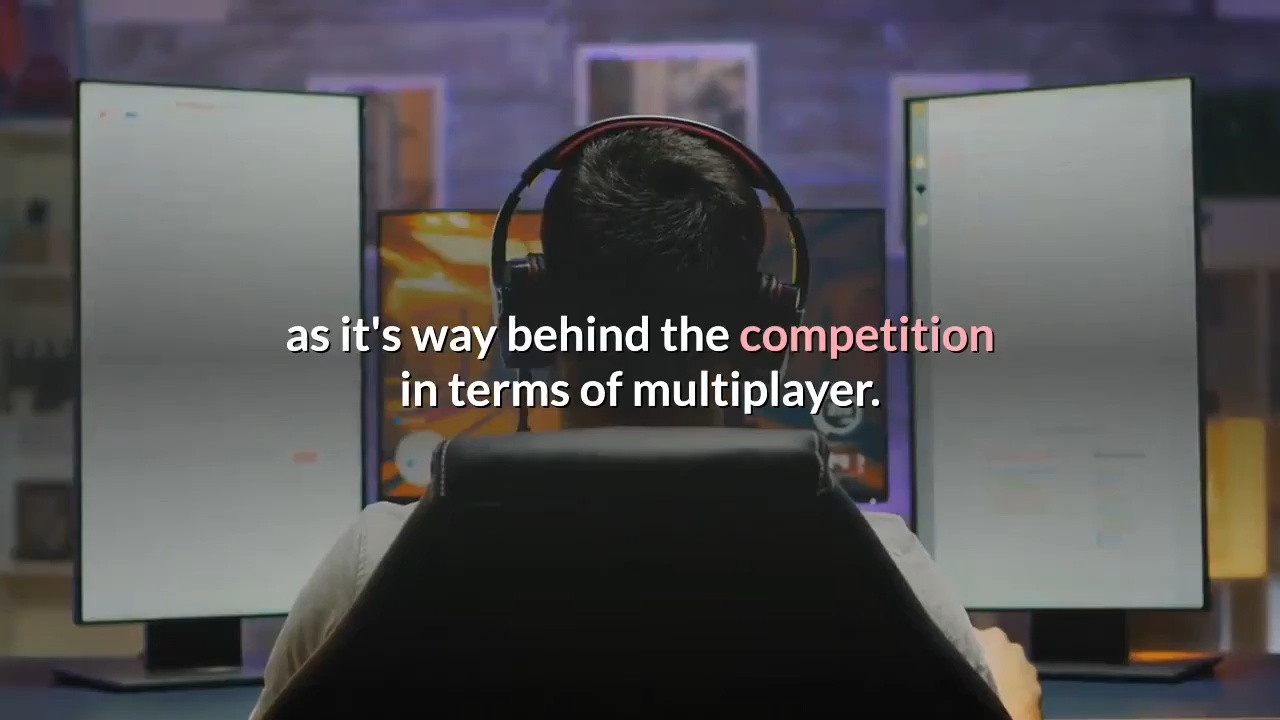 as it's way behind the competition
in terms of multiplayer.